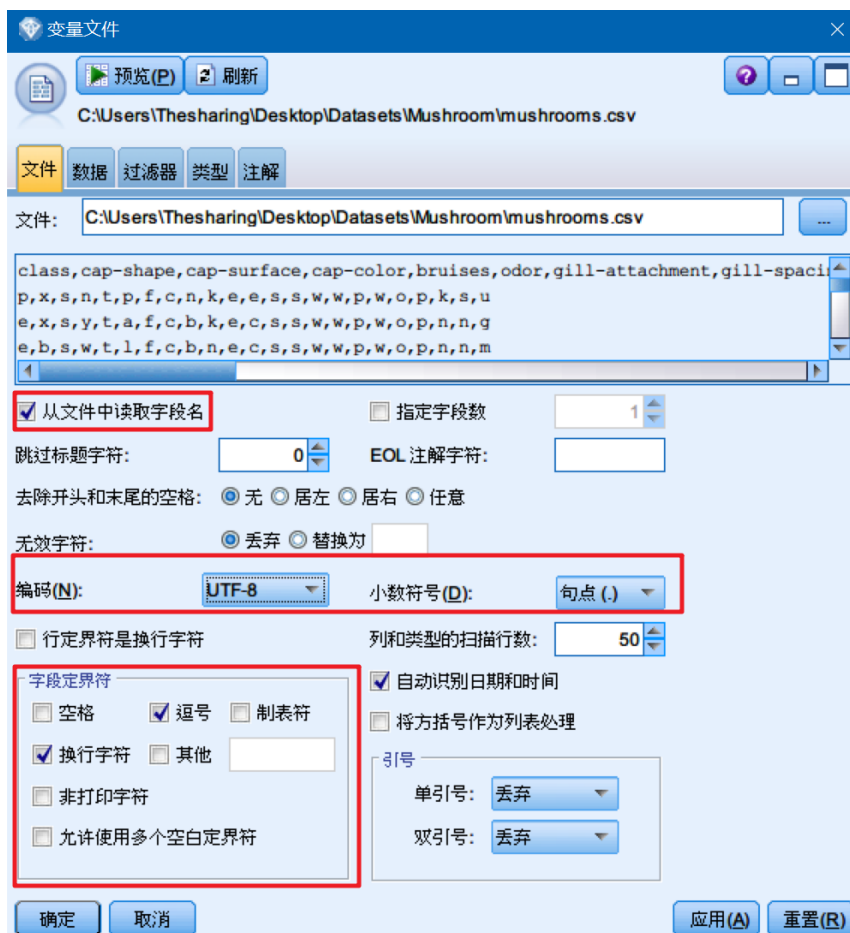 变量文件
预览(P) 刷新
C:\Users\Thesharing\Desktop\Datasets\Mushroom\mushrooms.csv
文件 数据 过滤器 类型 注解
文件: C:\Users\Thesharing\Desktop\Datasets\Mushroom\mushrooms.csv ...
class,cap-shape,cap-surface,cap-color,bruises,odor,gill-attachment,gill-spaci
p,x,s,n,t,p,f,c,n,k,e,e,s,s,w,w,p,w,o,p,k,s,u
e,x,s,y,t,a,f,c,b,k,e,c,s,s,w,w,p,w,o,p,n,n,g
e,b,s,w,t,l,f,c,b,n,e,c,s,s,w,w,p,w,o,p,n,n,m
从文件中读取字段名 指定字段数 1
跳过标题字符: 0 EOL 注解字符:
去除开头和末尾的空格: 无 居左 居右 任意
无效字符: 丢弃 替换为
编码(N): UTF-8 小数符号(D): 句点 (.)
行定界符是换行字符 列和类型的扫描行数: 50
字段定界符 自动识别日期和时间
空格 逗号 制表符 将方括号作为列表处理
换行字符 其他 引号
非打印字符 单引号: 丢弃
允许使用多个空白定界符 双引号: 丢弃
确定 取消 应用(A) 重置(R)